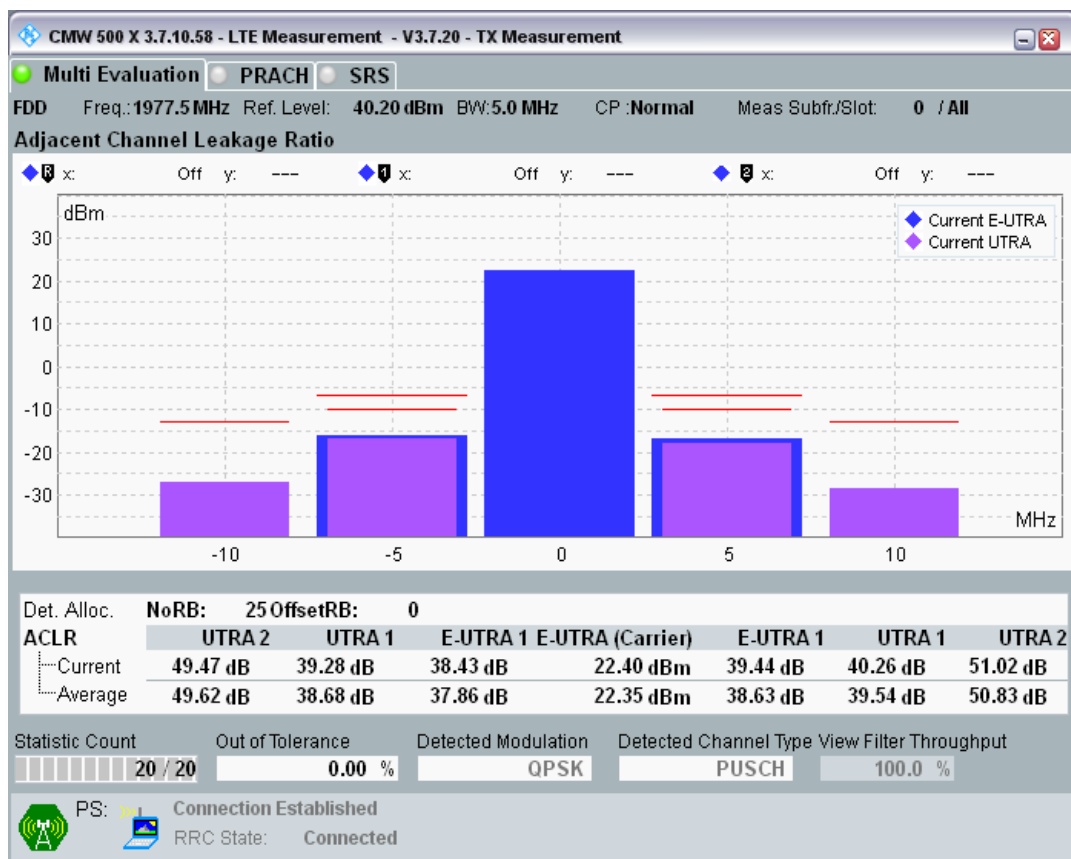 CMW 500 X 3.7.10.58 - LTE Measurement - V3.7.20 - TX Measurement
Multi Evaluation PRACH SRS
FDD Freq.: 1977.5 MHz Ref. Level: 40.20 dBm BW: 5.0 MHz CP : Normal Meas Subfr./Slot: 0 / All
Adjacent Channel Leakage Ratio
R x: Off y: --- 1 x: Off y: --- 2 x: Off y: ---
dBm
Current E-UTRA
Current UTRA
30
20
10
0
-10
-20
-30
MHz
-10 -5 0 5 10
Det. Alloc. NoRB: 25 OffsetRB: 0
ACLR UTRA 2 UTRA 1 E-UTRA 1 E-UTRA (Carrier) E-UTRA 1 UTRA 1 UTRA 2
Current 49.47 dB 39.28 dB 38.43 dB 22.40 dBm 39.44 dB 40.26 dB 51.02 dB
Average 49.62 dB 38.68 dB 37.86 dB 22.35 dBm 38.63 dB 39.54 dB 50.83 dB
Statistic Count Out of Tolerance Detected Modulation Detected Channel Type View Filter Throughput
20 / 20 0.00 % QPSK PUSCH 100.0 %
PS: Connection Established
RRC State: Connected